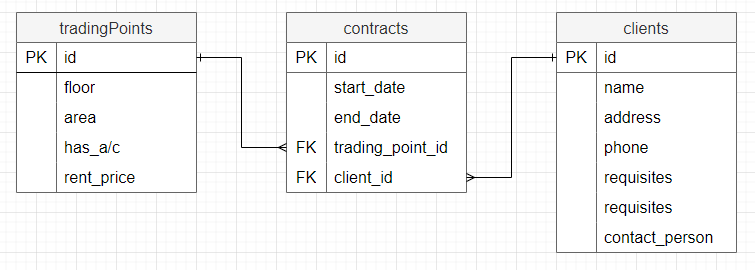 tradingPoints
PK id
floor
area
has_a/c
rent_price
contracts
PK id
start_date
end_date
FK trading_point_id
FK client_id
clients
PK id
name
address
phone
requisites
requisites
contact_person